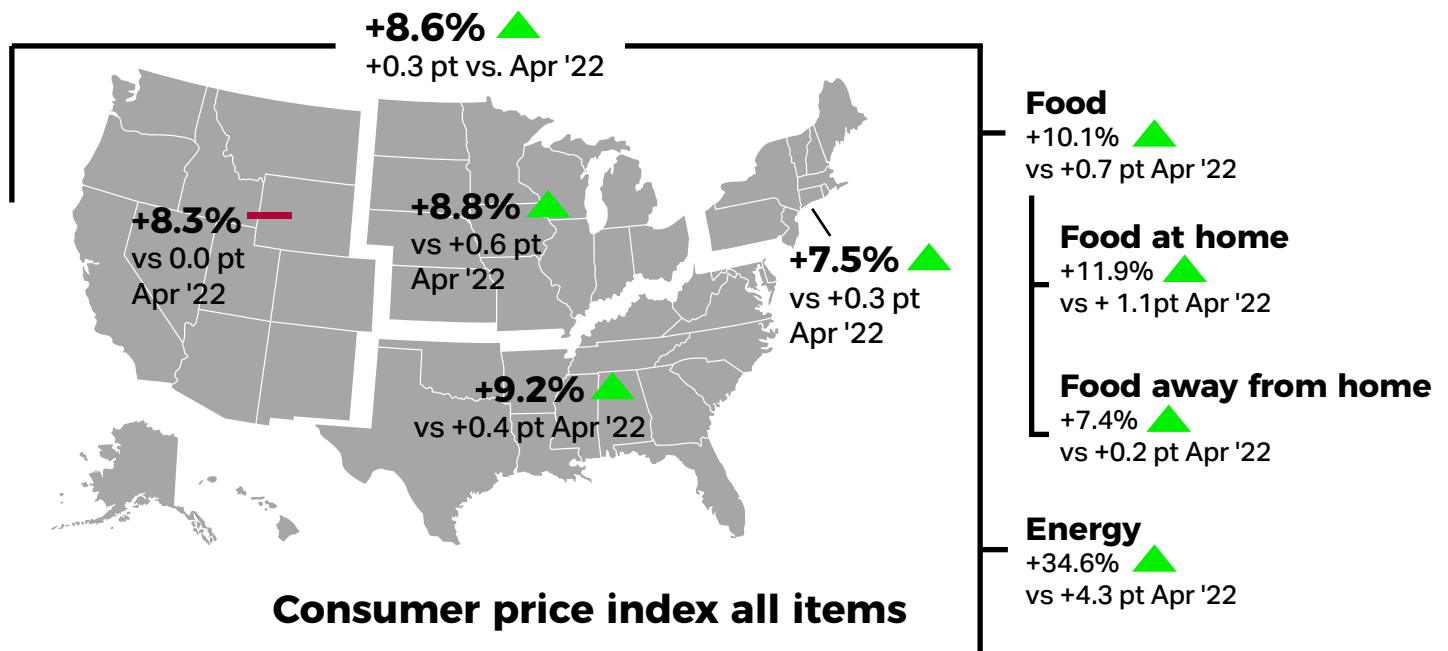 +8.6%
+0.3 pt vs. Apr '22
+8.3%
vs 0.0 pt
Apr '22
+8.8%
vs +0.6 pt
Apr '22
+7.5%
vs +0.3 pt
Apr '22
+9.2%
vs +0.4 pt Apr '22
Consumer price index all items
Food
+10.1%
vs +0.7 pt Apr '22
Food at home
+11.9%
vs + 1.1pt Apr '22
Food away from home
+7.4%
vs +0.2 pt Apr '22
Energy
+34.6%
vs +4.3 pt Apr '22